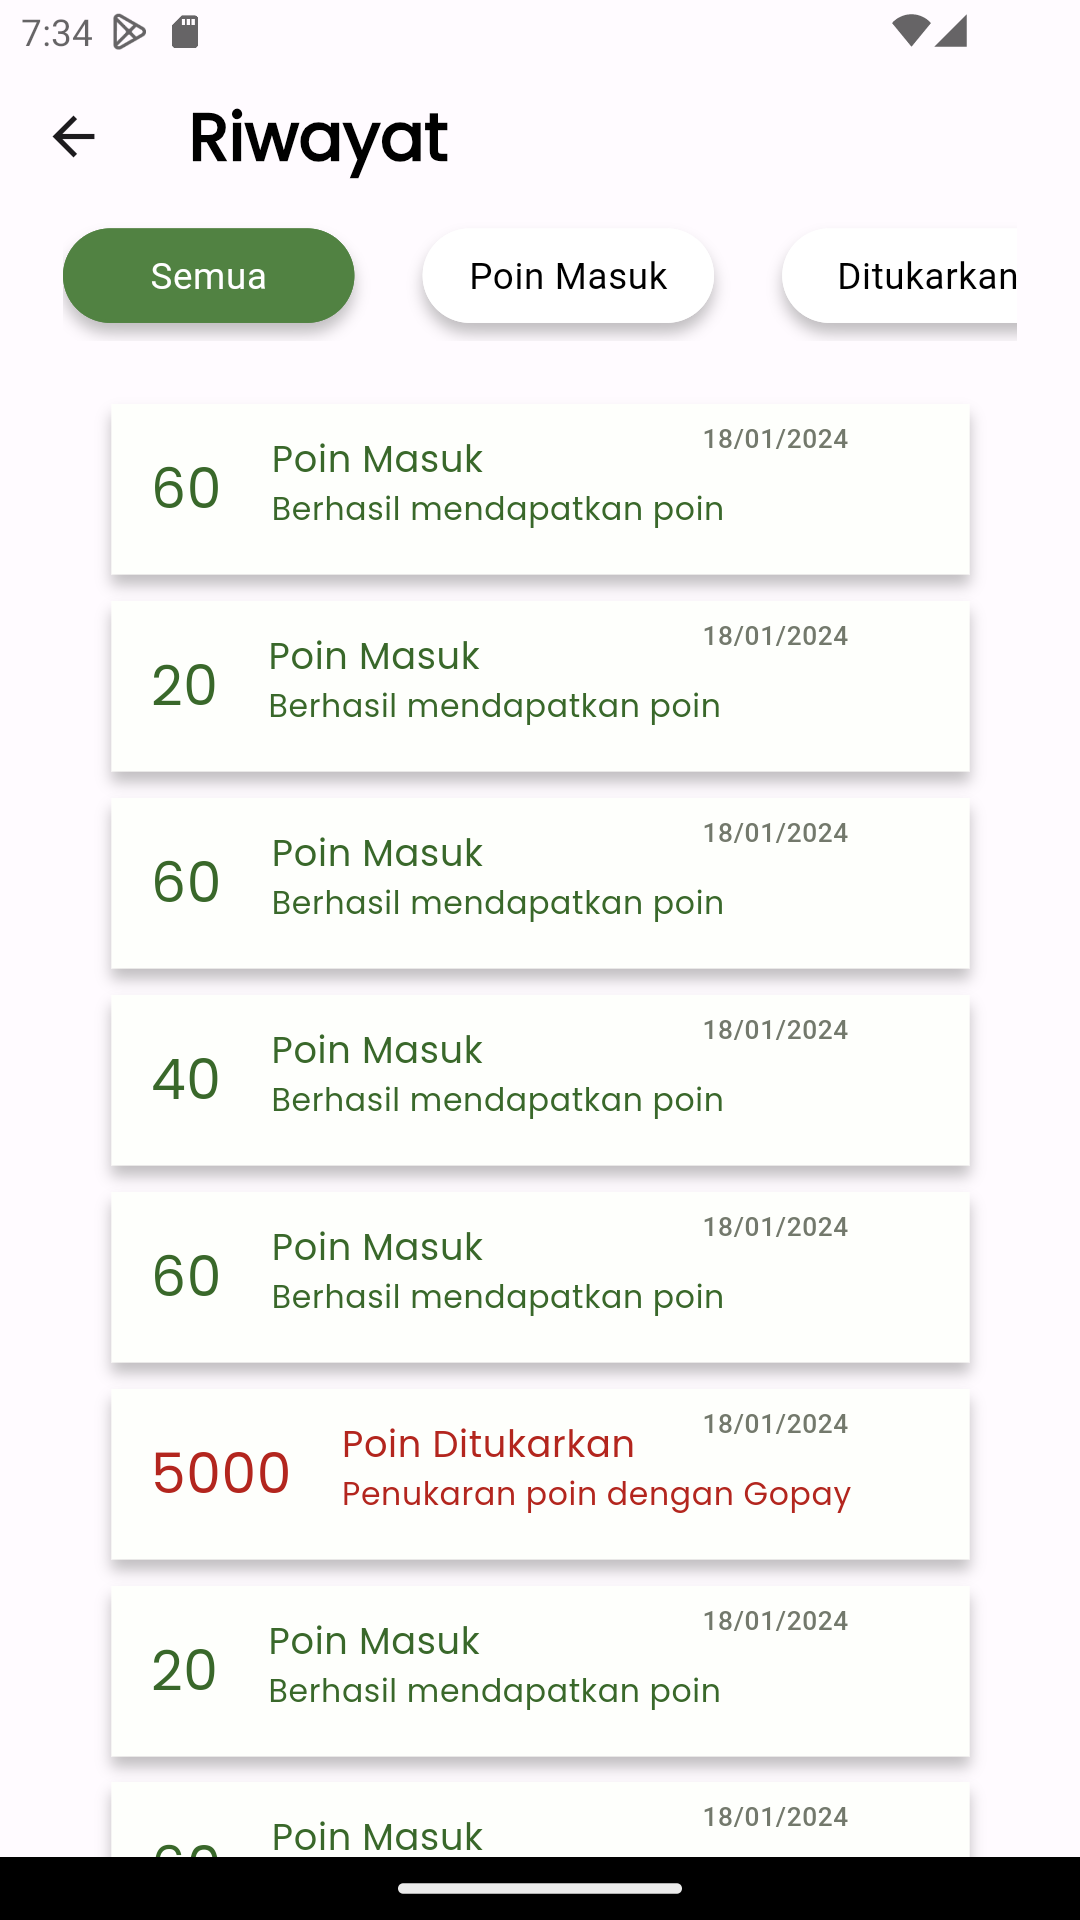 7:34
Riwayat
Semua Poin Masuk Ditukarkan
18/01/2024
60 Poin Masuk
Berhasil mendapatkan poin
18/01/2024
20 Poin Masuk
Berhasil mendapatkan poin
18/01/2024
60 Poin Masuk
Berhasil mendapatkan poin
18/01/2024
40 Poin Masuk
Berhasil mendapatkan poin
18/01/2024
60 Poin Masuk
Berhasil mendapatkan poin
18/01/2024
5000 Poin Ditukarkan
Penukaran poin dengan Gopay
18/01/2024
20 Poin Masuk
Berhasil mendapatkan poin
18/01/2024
Poin Masuk